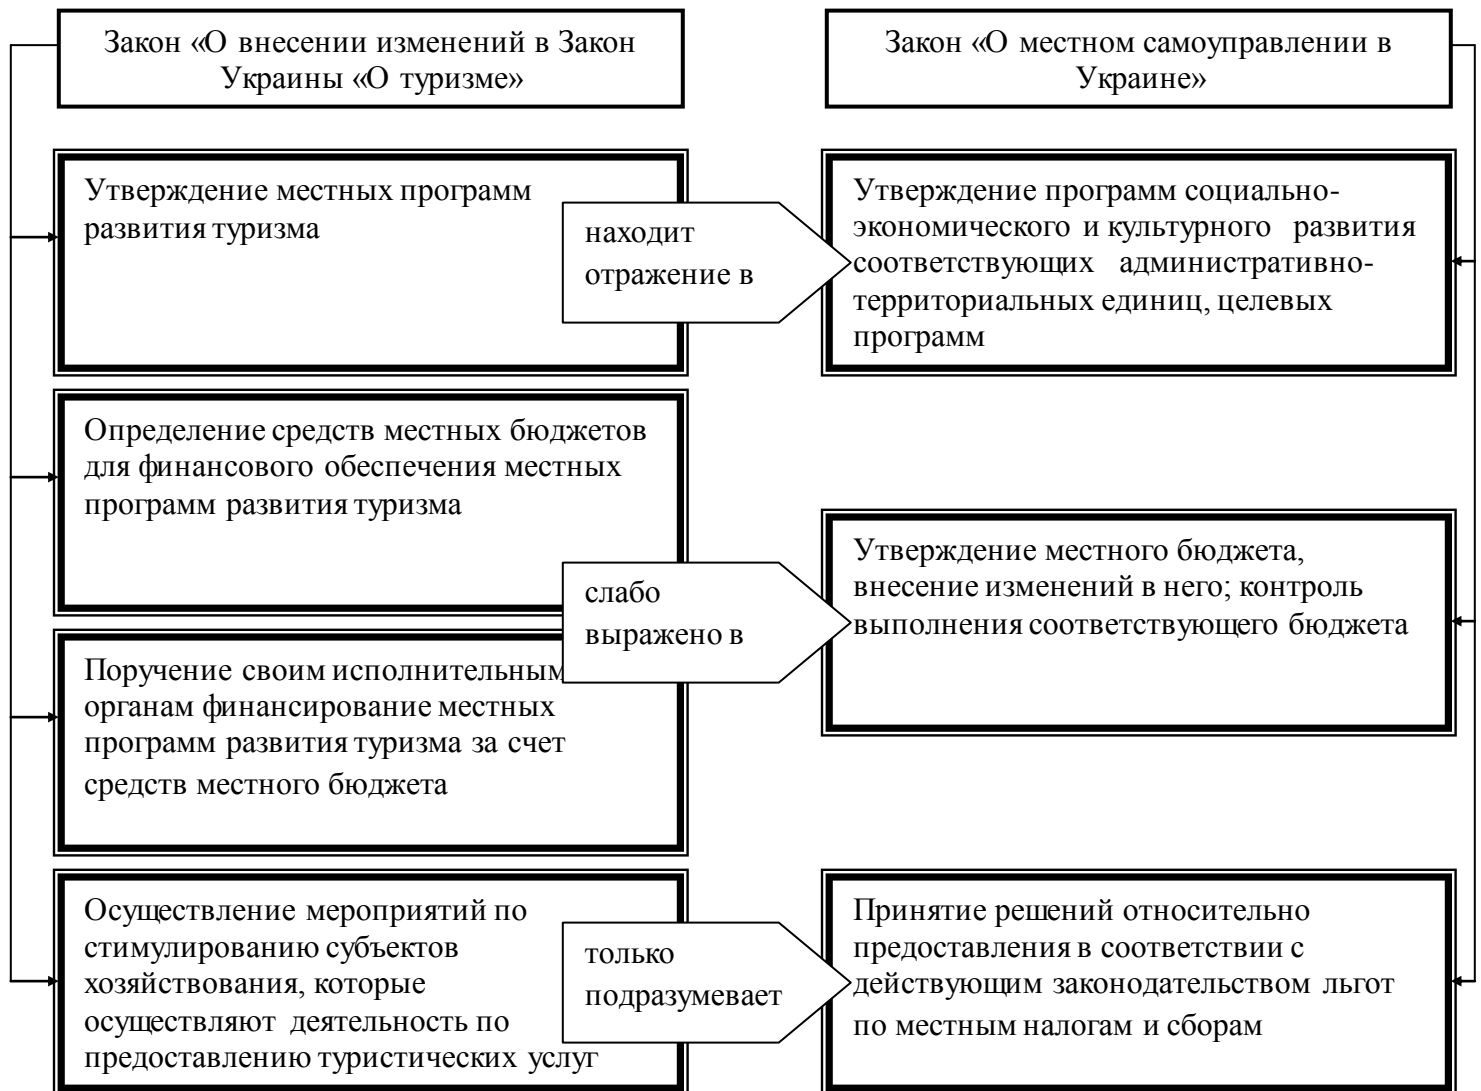 Закон «О внесении изменений в Закон
Украины «О туризме»
Закон «О местном самоуправлении в
Украине»
Утверждение местных программ
развития туризма
находит
отражение в
Утверждение программ социально-
экономического и культурного развития
соответствующих административно-
территориальных единиц, целевых
программ
Определение средств местных бюджетов
для финансового обеспечения местных
программ развития туризма
слабо
выражено в
Утверждение местного бюджета,
внесение изменений в него; контроль
выполнения соответствующего бюджета
Поручение своим исполнительным
органам финансирование местных
программ развития туризма за счет
средств местного бюджета
Осуществление мероприятий по
стимулированию субъектов
хозяйствования, которые
осуществляют деятельность по
предоставлению туристических услуг
только
подразумевает
Принятие решений относительно
предоставления в соответствии с
действующим законодательством льгот
по местным налогам и сборам